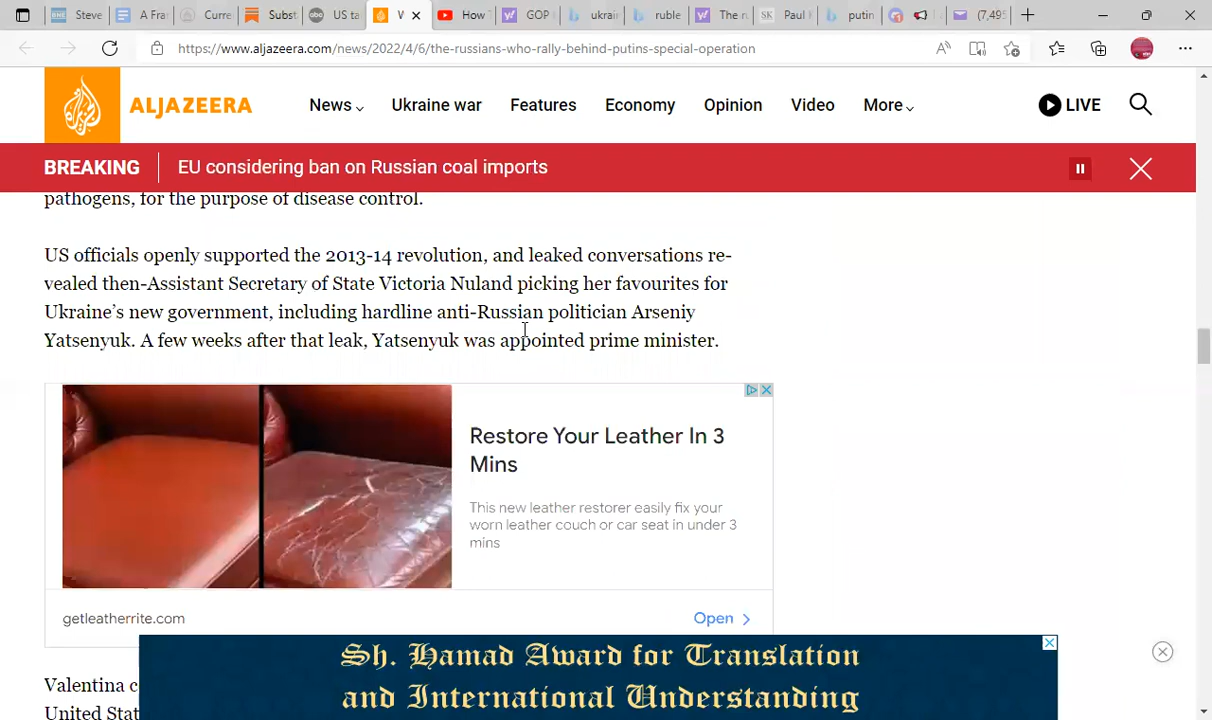 Steve
A Fra
Curre
Subst
US ta
V
How
GOP
ukrair
ruble
The n
SK
Paul
putin
(7,495
https://www.aljazeera.com/news/2022/4/6/the-russians-who-rally-behind-putins-special-operation
ALJAZEERA
News
Ukraine war
Features
Economy
Opinion
Video
More
LIVE
BREAKING
EU considering ban on Russian coal imports
pathogens, for the purpose of disease control.
US officials openly supported the 2013-14 revolution, and leaked conversations re-
vealed then-Assistant Secretary of State Victoria Nuland picking her favourites for
Ukraine’s new government, including hardline anti-Russian politician Arseniy
Yatsenyuk. A few weeks after that leak, Yatsenyuk was appointed prime minister.
Restore Your Leather In 3
Mins
This new leather restorer easily fix your
worn leather couch or car seat in under 3
mins
getleatherrite.com
Open
Sh. Hamad Award for Translation
and International Understanding
Valentina c
United Stat